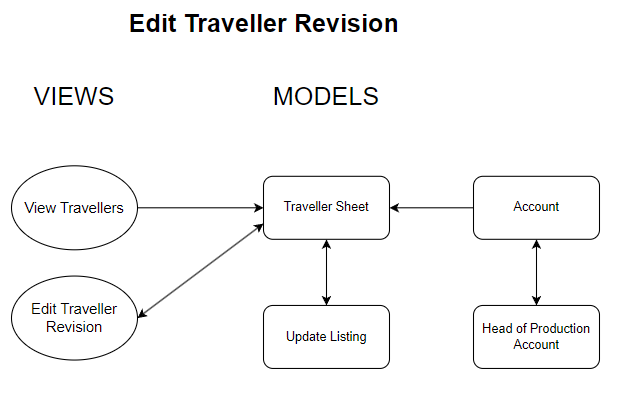 Edit Traveller Revision
VIEWS
MODELS
View Travellers
Traveller Sheet
Account
Edit Traveller
Revision
Update Listing
Head of Production
Account